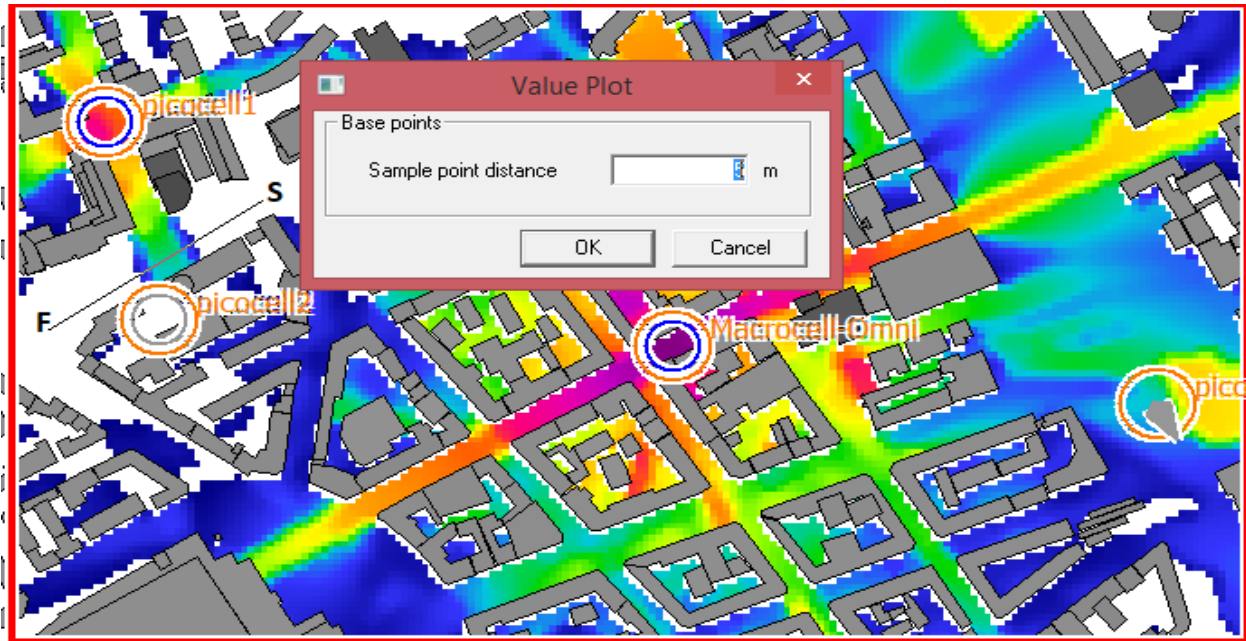 Value Plot
×
picocell1
Base points
Sample point distance
m
S
OK
Cancel
picocell2
F
Macrocell-Omni
pico